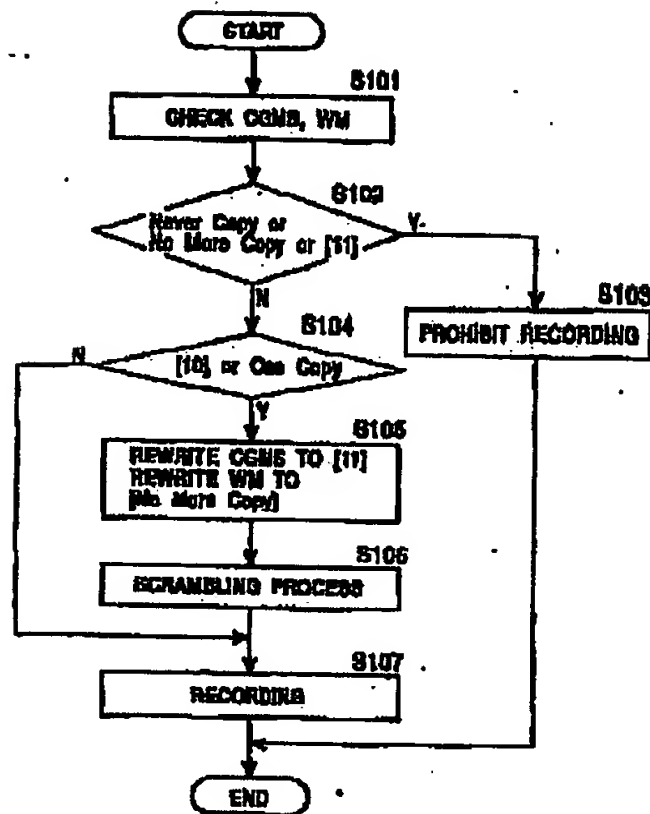 START
S101
CHECK CGMS, WM
S102
Never Copy or
No More Copy or [11]
Y
N
S103
PROHIBIT RECORDING
S104
N
[10] or One Copy
Y
S105
REWRITE CGMS TO [11]
REWRITE WM TO
[No More Copy]
S106
SCRAMBLING PROCESS
S107
RECORDING
END